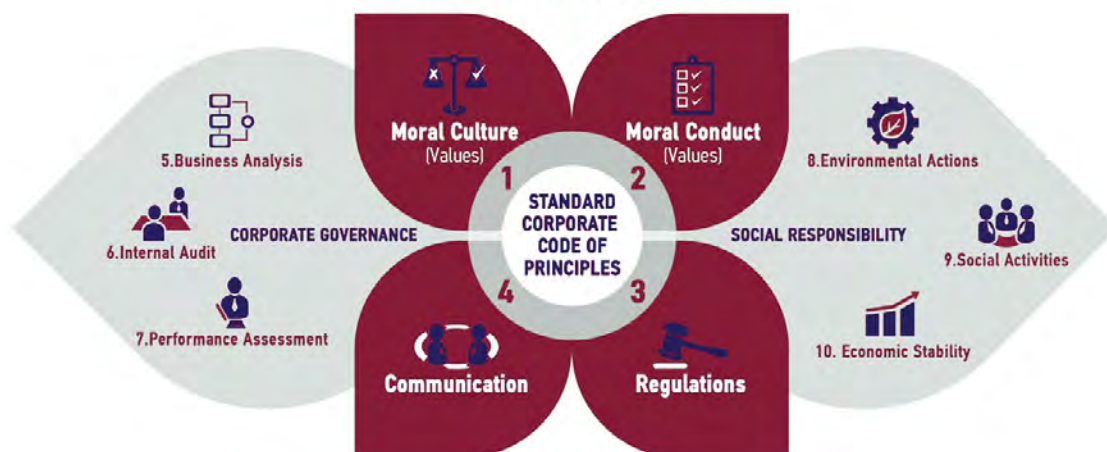 Moral Culture
(Values)
Moral Conduct
(Values)
1
2
3
4
STANDARD
CORPORATE
CODE OF
PRINCIPLES
Communication
Regulations
CORPORATE GOVERNANCE
5.Business Analysis
6.Internal Audit
7.Performance Assessment
SOCIAL RESPONSIBILITY
8.Environmental Actions
9.Social Activities
10. Economic Stability